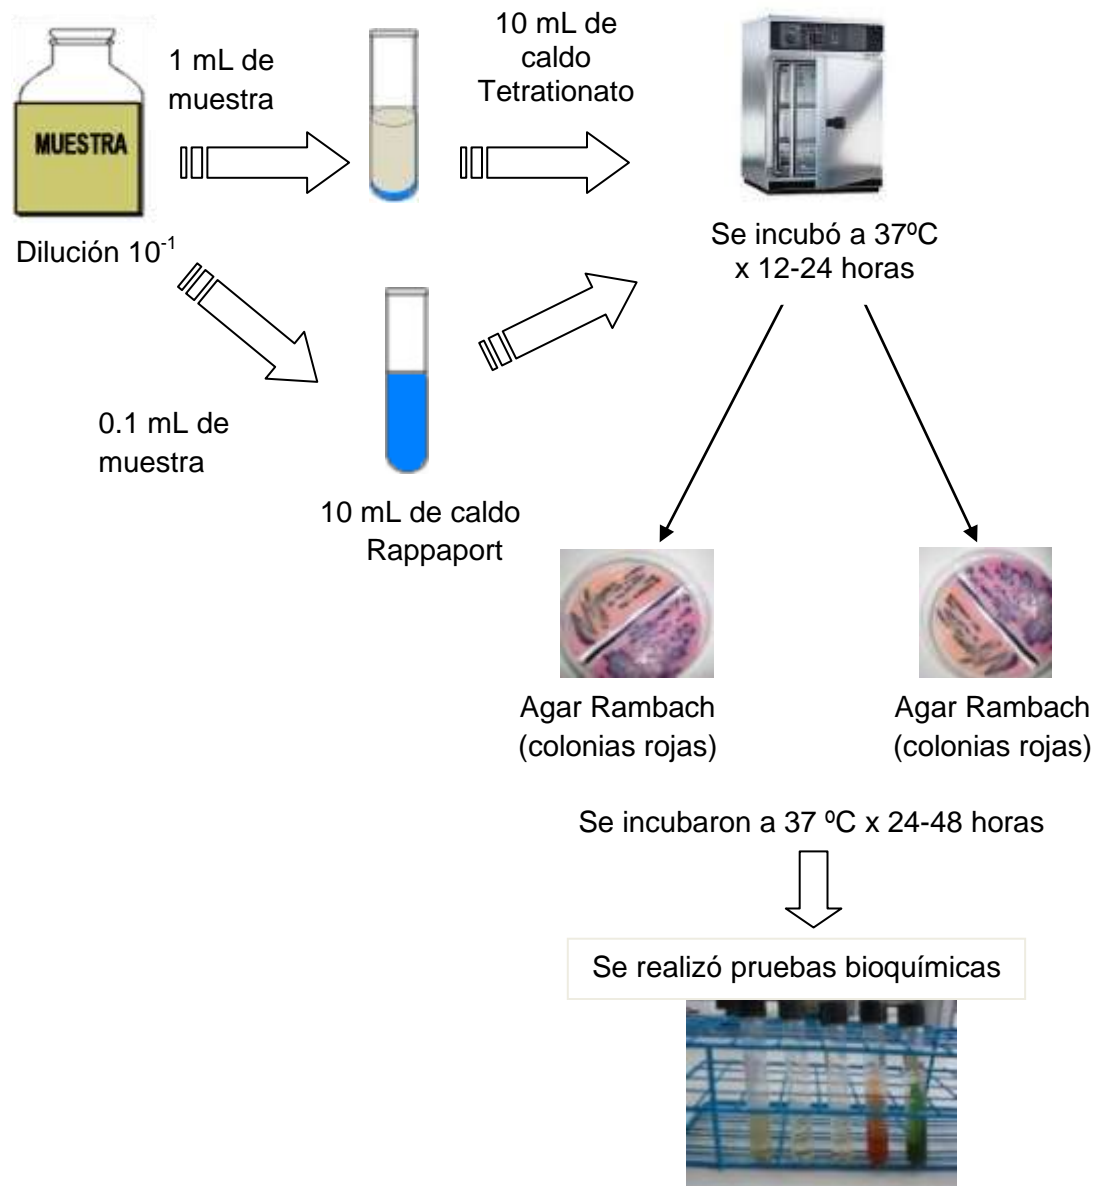 1 mL de
muestra
10 mL de
caldo
Tetrationato
MUESTRA
Dilución 10⁻¹
Se incubó a 37ºC
x 12-24 horas
0.1 mL de
muestra
10 mL de caldo
Rappaport
Agar Rambach
(colonias rojas)
Agar Rambach
(colonias rojas)
Se incubaron a 37 ºC x 24-48 horas
Se realizó pruebas bioquímicas